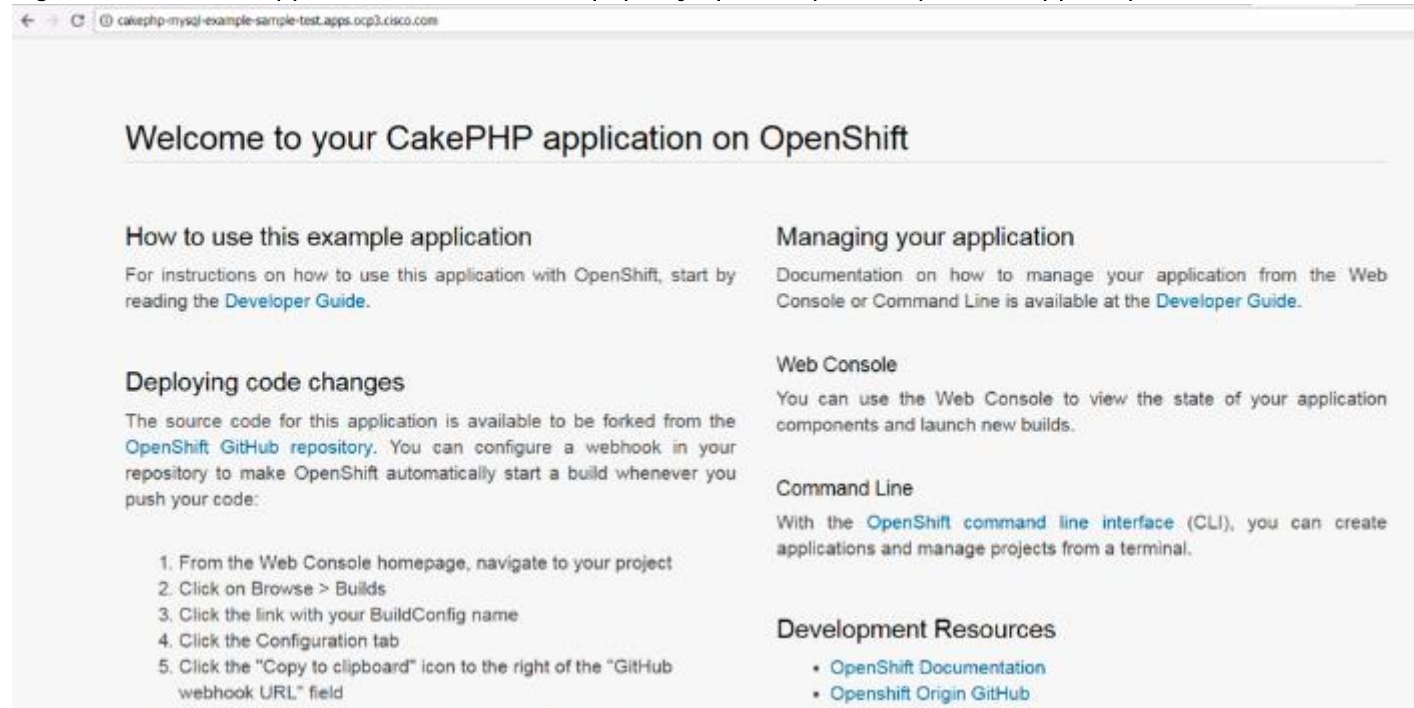 cakephp-mysql-example-sample-test.apps.ocp3.cisco.com
Welcome to your CakePHP application on OpenShift
How to use this example application
For instructions on how to use this application with OpenShift, start by
reading the Developer Guide.
Deploying code changes
The source code for this application is available to be forked from the
OpenShift GitHub repository. You can configure a webhook in your
repository to make OpenShift automatically start a build whenever you
push your code:
1. From the Web Console homepage, navigate to your project
2. Click on Browse > Builds
3. Click the link with your BuildConfig name
4. Click the Configuration tab
5. Click the "Copy to clipboard" icon to the right of the "GitHub
webhook URL" field
Managing your application
Documentation on how to manage your application from the Web
Console or Command Line is available at the Developer Guide.
Web Console
You can use the Web Console to view the state of your application
components and launch new builds.
Command Line
With the OpenShift command line interface (CLI), you can create
applications and manage projects from a terminal.
Development Resources
• OpenShift Documentation
• Openshift Origin GitHub